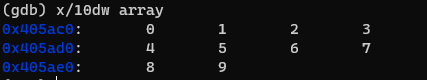 (gdb) x/10dw array
0x405ac0: 0 1 2 3
0x405ad0: 4 5 6 7
0x405ae0: 8 9